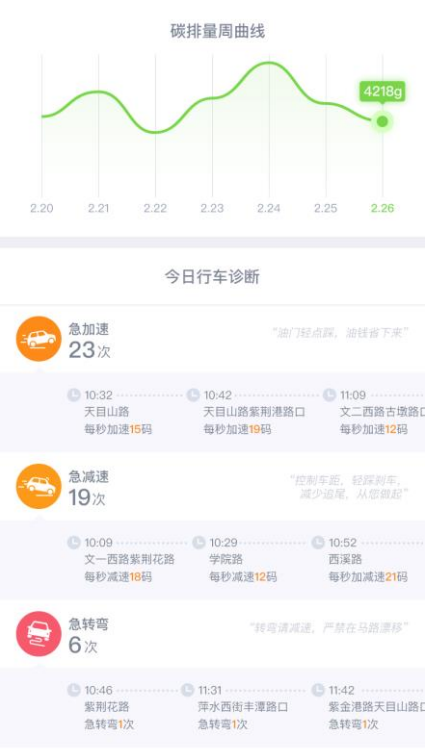 碳排量周曲线
4218g
2.20 2.21 2.22 2.23 2.24 2.25 2.26
今日行车诊断
急加速
23次
“油门轻点踩，油钱省下来”
10:32 10:42 11:09
天目山路 天目山路紫荆港路口 文二西路古墩路口
每秒加速15码 每秒加速19码 每秒加速12码
急减速
19次
“控制车距，轻踩刹车，
减少追尾，从您做起”
10:09 10:29 10:52
文一西路紫荆花路 学院路 西溪路
每秒减速18码 每秒减速12码 每秒加减速21码
急转弯
6次
“转弯请减速，严禁在马路漂移”
10:46 11:31 11:42
紫荆花路 萍水西街丰潭路口 紫金港路天目山路口
急转弯1次 急转弯1次 急转弯1次